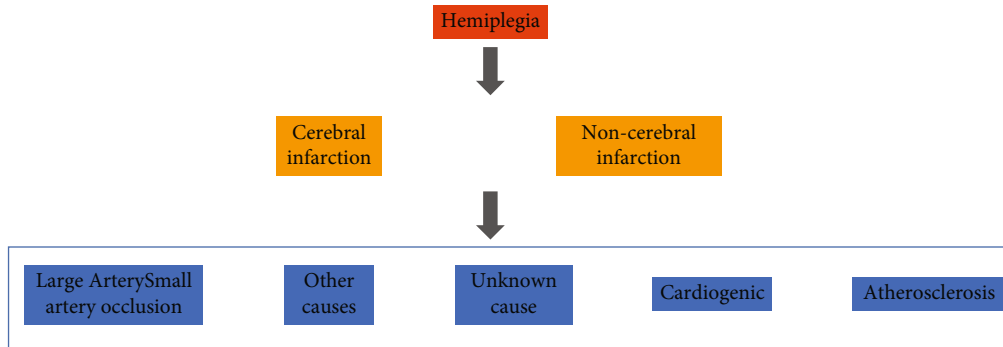 Hemiplegia
Cerebral
infarction
Non-cerebral
infarction
Large ArterySmall
artery occlusion
Other
causes
Unknown
cause
Cardiogenic
Atherosclerosis